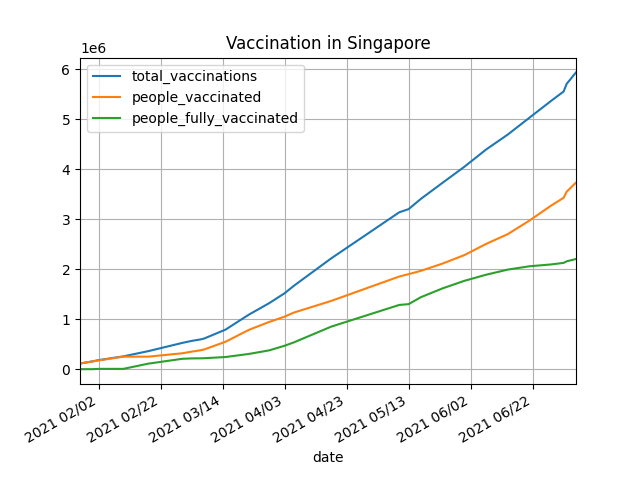 Vaccination in Singapore
1e6
total_vaccinations
people_vaccinated
people_fully_vaccinated
6
5
4
3
2
1
0
2021 02/02
2021 02/22
2021 03/14
2021 04/03
2021 04/23
2021 05/13
2021 06/02
2021 06/22
date